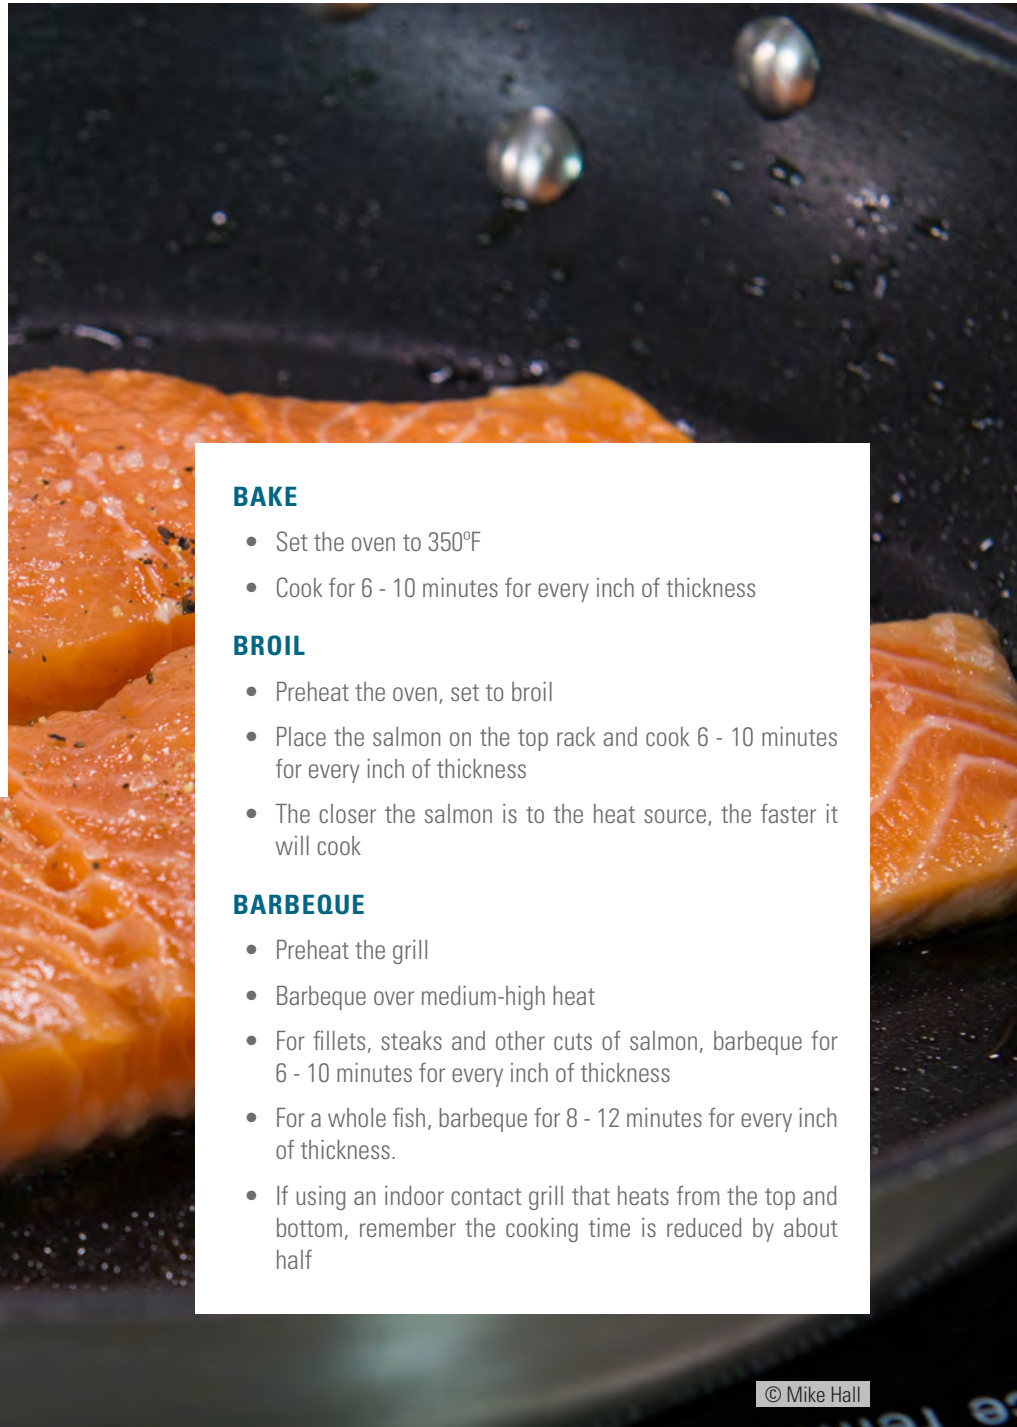 BAKE
• Set the oven to 350ºF
• Cook for 6 - 10 minutes for every inch of thickness
BROIL
• Preheat the oven, set to broil
• Place the salmon on the top rack and cook 6 - 10 minutes
for every inch of thickness
• The closer the salmon is to the heat source, the faster it
will cook
BARBEQUE
• Preheat the grill
• Barbeque over medium-high heat
• For fillets, steaks and other cuts of salmon, barbeque for
6 - 10 minutes for every inch of thickness
• For a whole fish, barbeque for 8 - 12 minutes for every inch
of thickness.
• If using an indoor contact grill that heats from the top and
bottom, remember the cooking time is reduced by about
half
© Mike Hall